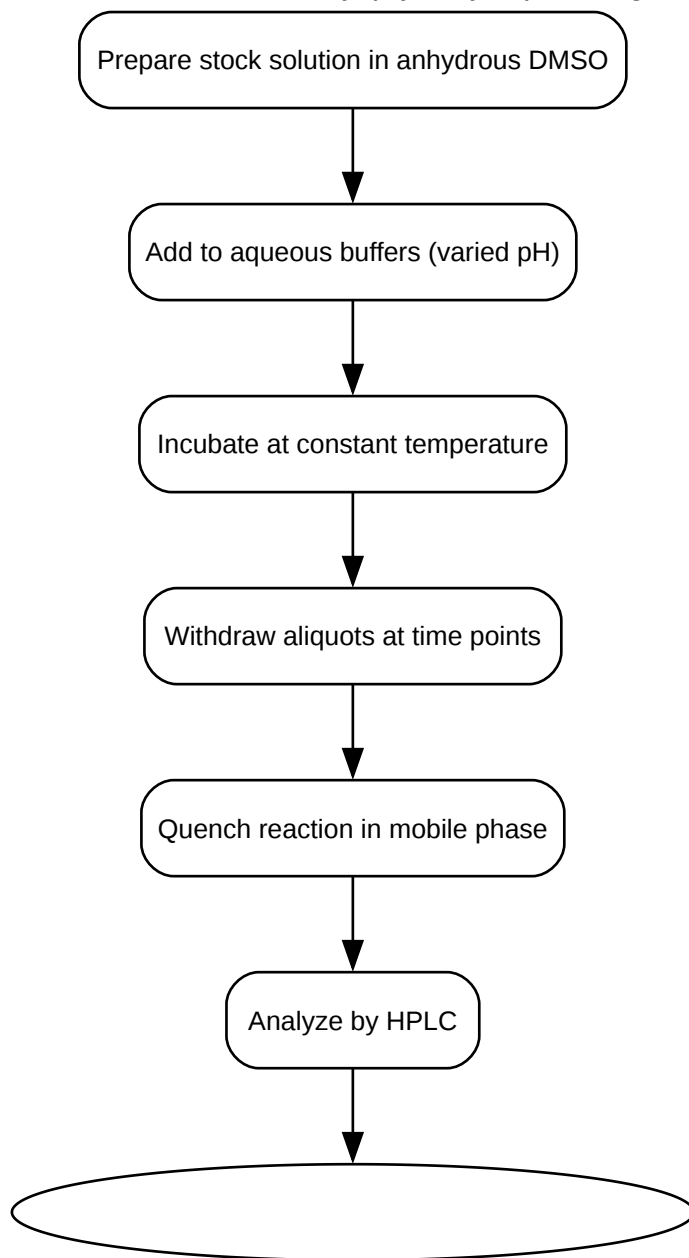 Prepare stock solution in anhydrous DMSO
Add to aqueous buffers (varied pH)
Incubate at constant temperature
Withdraw aliquots at time points
Quench reaction in mobile phase
Analyze by HPLC